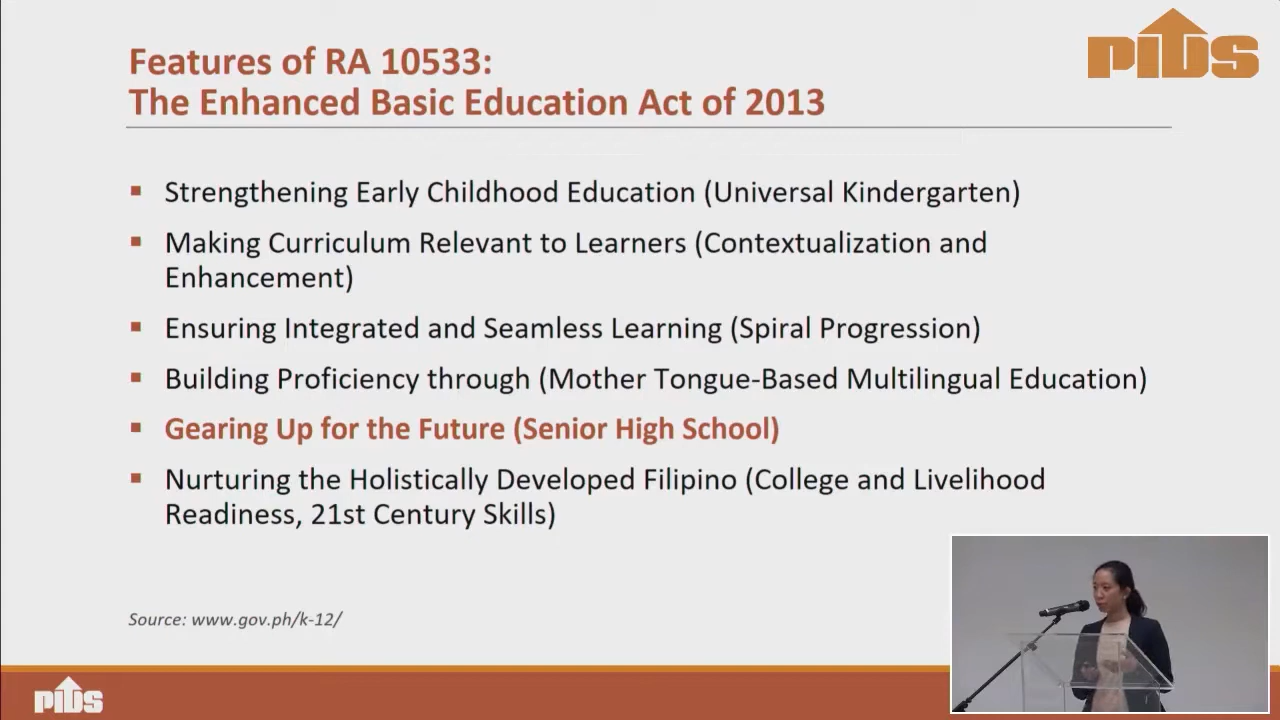 PIDS
Features of RA 10533:
The Enhanced Basic Education Act of 2013
Strengthening Early Childhood Education (Universal Kindergarten)
Making Curriculum Relevant to Learners (Contextualization and
Enhancement)
Ensuring Integrated and Seamless Learning (Spiral Progression)
Building Proficiency through (Mother Tongue-Based Multilingual Education)
Gearing Up for the Future (Senior High School)
Nurturing the Holistically Developed Filipino (College and Livelihood
Readiness, 21st Century Skills)
Source: www.gov.ph/k-12/
PIDS